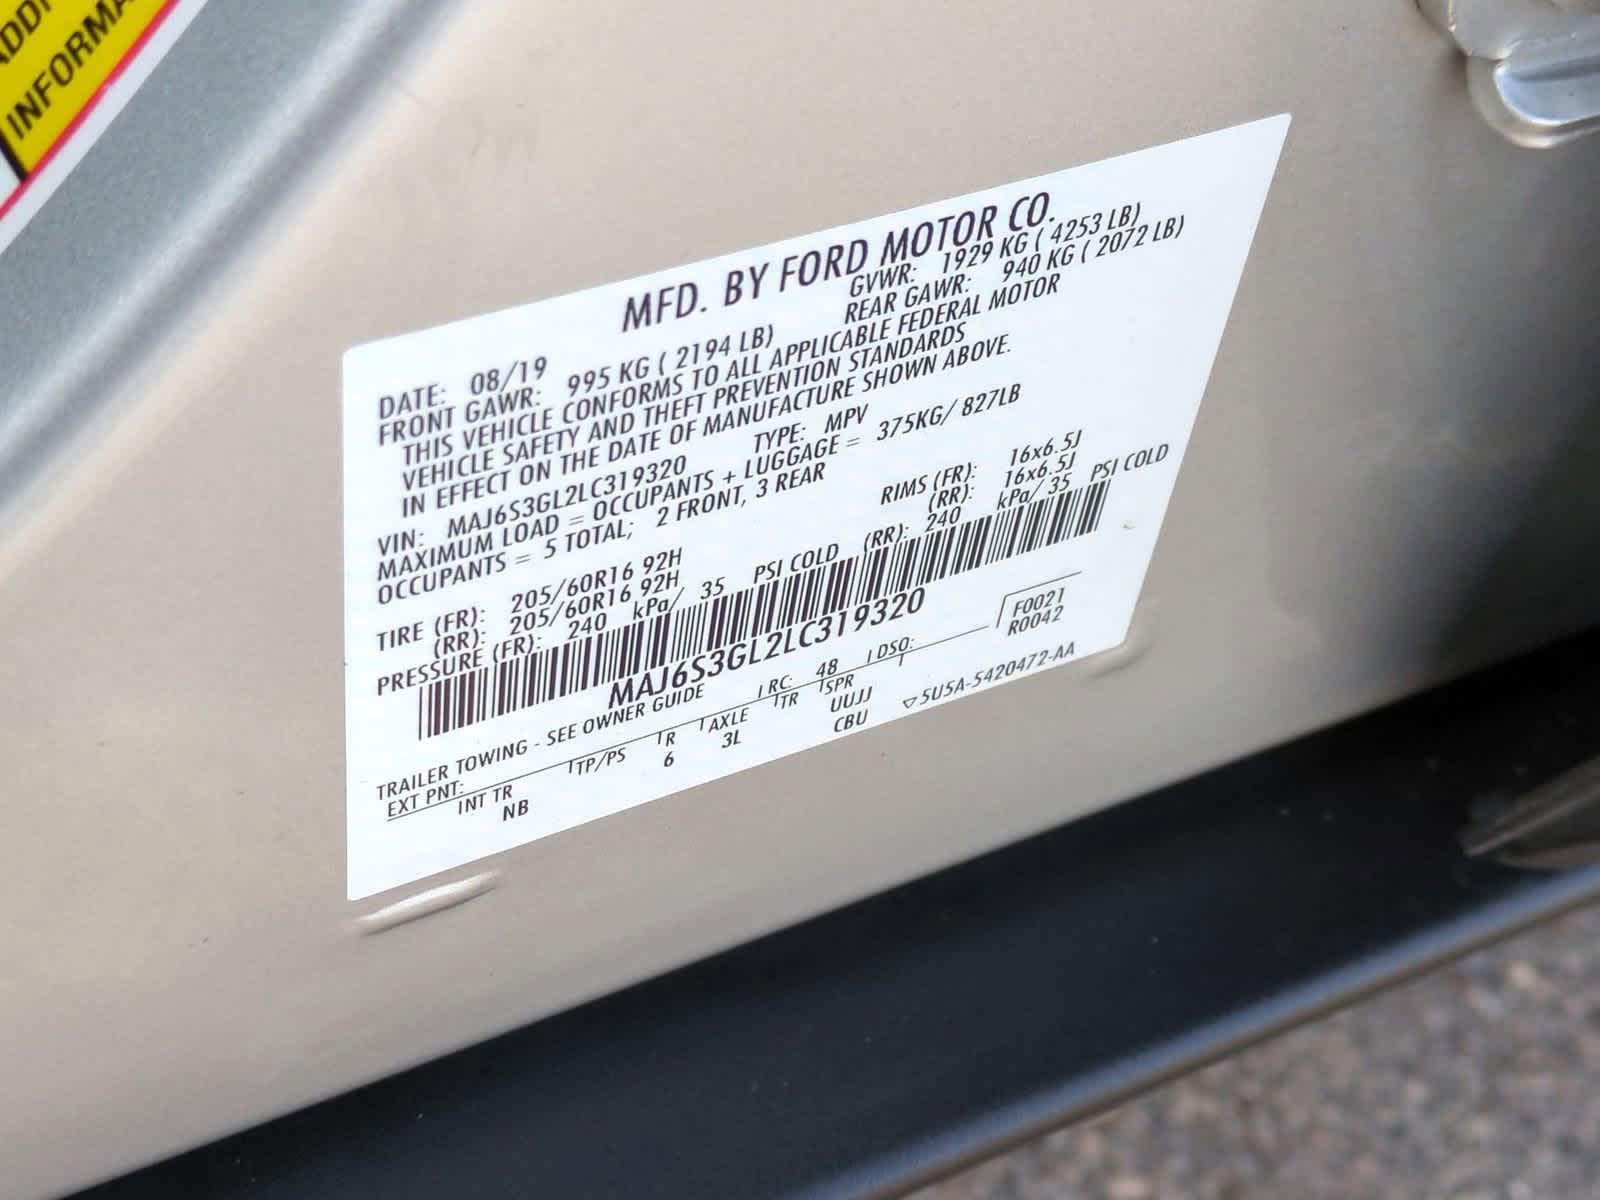 ADDI
INFORMA
MFD. BY FORD MOTOR CO.
DATE: 08/19 GVWR: 1929 KG ( 4253 LB)
FRONT GAWR: 995 KG ( 2194 LB) REAR GAWR: 940 KG ( 2072 LB)
THIS VEHICLE CONFORMS TO ALL APPLICABLE FEDERAL MOTOR
VEHICLE SAFETY AND THEFT PREVENTION STANDARDS
IN EFFECT ON THE DATE OF MANUFACTURE SHOWN ABOVE.
VIN: MAJ6S3GL2LC319320 TYPE: MPV
MAXIMUM LOAD = OCCUPANTS + LUGGAGE = 375KG/ 827LB
OCCUPANTS = 5 TOTAL; 2 FRONT, 3 REAR
TIRE (FR): 205/60R16 92H RIMS (FR): 16x6.5J
(RR): 205/60R16 92H (RR): 16x6.5J
PRESSURE (FR): 240 kPa/ 35 PSI COLD (RR): 240 kPa/ 35 PSI COLD
MAJ6S3GL2LC319320
TRAILER TOWING - SEE OWNER GUIDE F0021
EXT PNT: RC: 48 DSO: R0042
INT TR TP/PS R AXLE TR SPR
NB 6 3L UUJJ ▽5U5A-5420472-AA
CBU